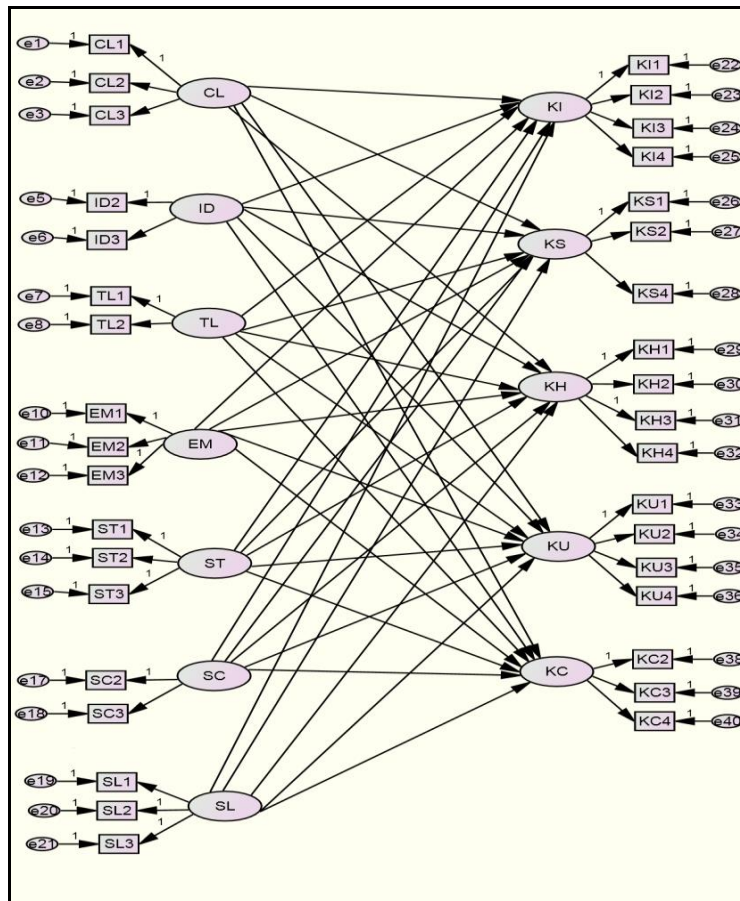 e1 1 CL1 1
e2 1 CL2
e3 1 CL3
CL
e5 1 ID2 1
e6 1 ID3
ID
e7 1 TL1 1
e8 1 TL2
TL
e10 1 EM1 1
e11 1 EM2
e12 1 EM3 1
EM
e13 1 ST1 1
e14 1 ST2
e15 1 ST3
ST
e17 1 SC2 1
e18 1 SC3
SC
e19 1 SL1 1
e20 1 SL2
e21 1 SL3
SL
KI
1 KI1 1 e22
KI2 1 e23
KI3 1 e24
KI4 1 e25
KS
1 KS1 1 e26
KS2 1 e27
KS4 1 e28
KH
1 KH1 1 e29
KH2 1 e30
KH3 1 e31
KH4 1 e32
KU
1 KU1 1 e33
KU2 1 e34
KU3 1 e35
KU4 1 e36
KC
1 KC2 1 e38
KC3 1 e39
KC4 1 e40